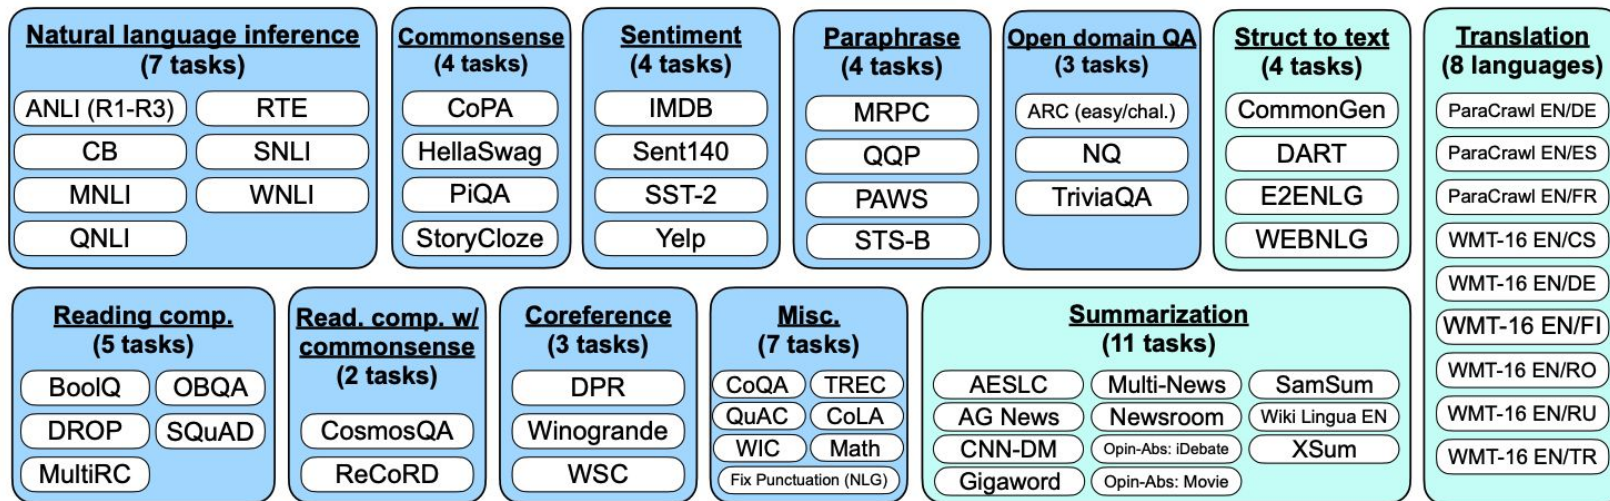 Natural language inference
(7 tasks)
ANLI (R1-R3)
RTE
CB
SNLI
MNLI
WNLI
QNLI
Commonsense
(4 tasks)
CoPA
HellaSwag
PiQA
StoryCloze
Sentiment
(4 tasks)
IMDB
Sent140
SST-2
Yelp
Paraphrase
(4 tasks)
MRPC
QQP
PAWS
STS-B
Open domain QA
(3 tasks)
ARC (easy/chal.)
NQ
TriviaQA
Struct to text
(4 tasks)
CommonGen
DART
E2ENLG
WEBNLG
Translation
(8 languages)
ParaCrawl EN/DE
ParaCrawl EN/ES
ParaCrawl EN/FR
WMT-16 EN/CS
WMT-16 EN/DE
WMT-16 EN/FI
WMT-16 EN/RO
WMT-16 EN/RU
WMT-16 EN/TR
Reading comp.
(5 tasks)
BoolQ
OBQA
DROP
SQuAD
MultiRC
Read. comp. w/
commonsense
(2 tasks)
CosmosQA
ReCoRD
Coreference
(3 tasks)
DPR
Winogrande
WSC
Misc.
(7 tasks)
CoQA
TREC
QuAC
CoLA
WIC
Math
Fix Punctuation (NLG)
Summarization
(11 tasks)
AESLC
Multi-News
SamSum
AG News
Newsroom
Wiki Lingua EN
CNN-DM
Opin-Abs: iDebate
XSum
Gigaword
Opin-Abs: Movie